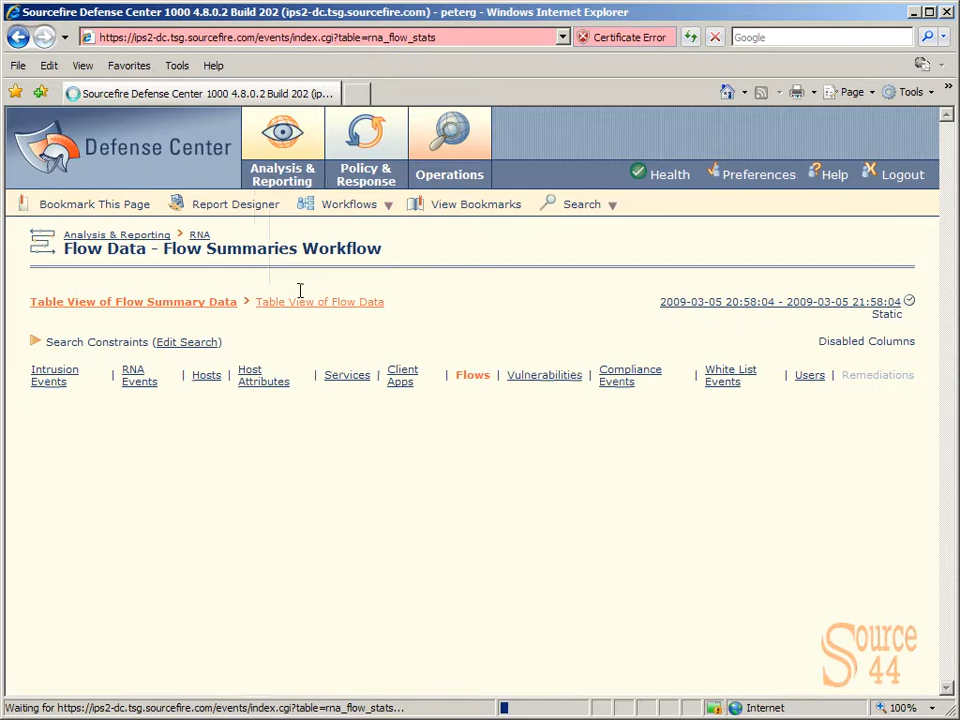 Sourcefire Defense Center 1000 4.8.0.2 Build 202 (ips2-dc.tsg.sourcefire.com) - peterg - Windows Internet Explorer
https://ips2-dc.tsg.sourcefire.com/events/index.cgi?table=rna_flow_stats Certificate Error Google
File Edit View Favorites Tools Help
Sourcefire Defense Center 1000 4.8.0.2 Build 202 (ip... Page Tools »
Defense Center
Analysis & Reporting
Policy & Response
Operations
Health Preferences Help Logout
Bookmark This Page Report Designer Workflows View Bookmarks Search
Analysis & Reporting > RNA
Flow Data - Flow Summaries Workflow
Table View of Flow Summary Data > Table View of Flow Data 2009-03-05 20:58:04 - 2009-03-05 21:58:04
Static
Search Constraints (Edit Search) Disabled Columns
Intrusion Events | RNA Events | Hosts | Host Attributes | Services | Client Apps | Flows | Vulnerabilities | Compliance Events | White List Events | Users | Remediations
Source
44
Waiting for https://ips2-dc.tsg.sourcefire.com/events/index.cgi?table=rna_flow_stats... Internet 100%